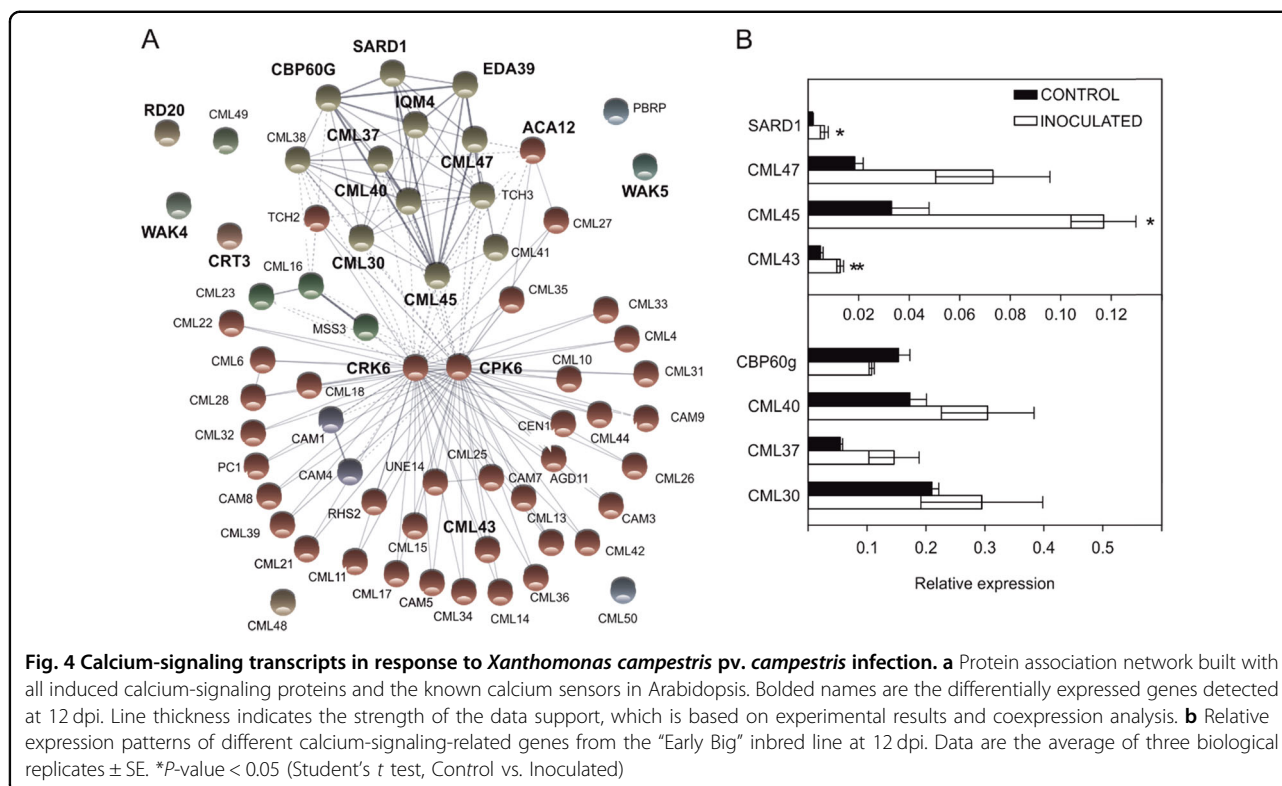 A
SARD1
CBP60G
EDA39
RD20
CML49
IQM4
PBRP
CML38
CML37
ACA12
CML47
WAK5
CML40
TCH3
WAK4
TCH2
CML27
CRT3
CML30
CML41
CML16
CML45
CML23
CML35
CML33
CML22
MSS3
CML4
CML6
CRK6
CPK6
CML10
CML31
CML28
CML18
CML32
CAM1
CEN1
CML44
CAM9
PC1
CAM4
UNE14
CML25
CAM7
AGD11
CML26
CAM8
RHS2
CML43
CML13
CAM3
CML39
CML15
CML42
CML21
CML11
CML17
CAM5
CML34
CML14
CML36
CML48
CML50
B
CONTROL
INOCULATED
SARD1
*
CML47
CML45
*
CML43
**
0.02 0.04 0.06 0.08 0.10 0.12
CBP60g
CML40
CML37
CML30
0.1 0.2 0.3 0.4 0.5
Relative expression
Fig. 4 Calcium-signaling transcripts in response to Xanthomonas campestris pv. campestris infection. a Protein association network built with
all induced calcium-signaling proteins and the known calcium sensors in Arabidopsis. Bolded names are the differentially expressed genes detected
at 12 dpi. Line thickness indicates the strength of the data support, which is based on experimental results and coexpression analysis. b Relative
expression patterns of different calcium-signaling-related genes from the “Early Big” inbred line at 12 dpi. Data are the average of three biological
replicates ± SE. *P-value < 0.05 (Student’s t test, Control vs. Inoculated)